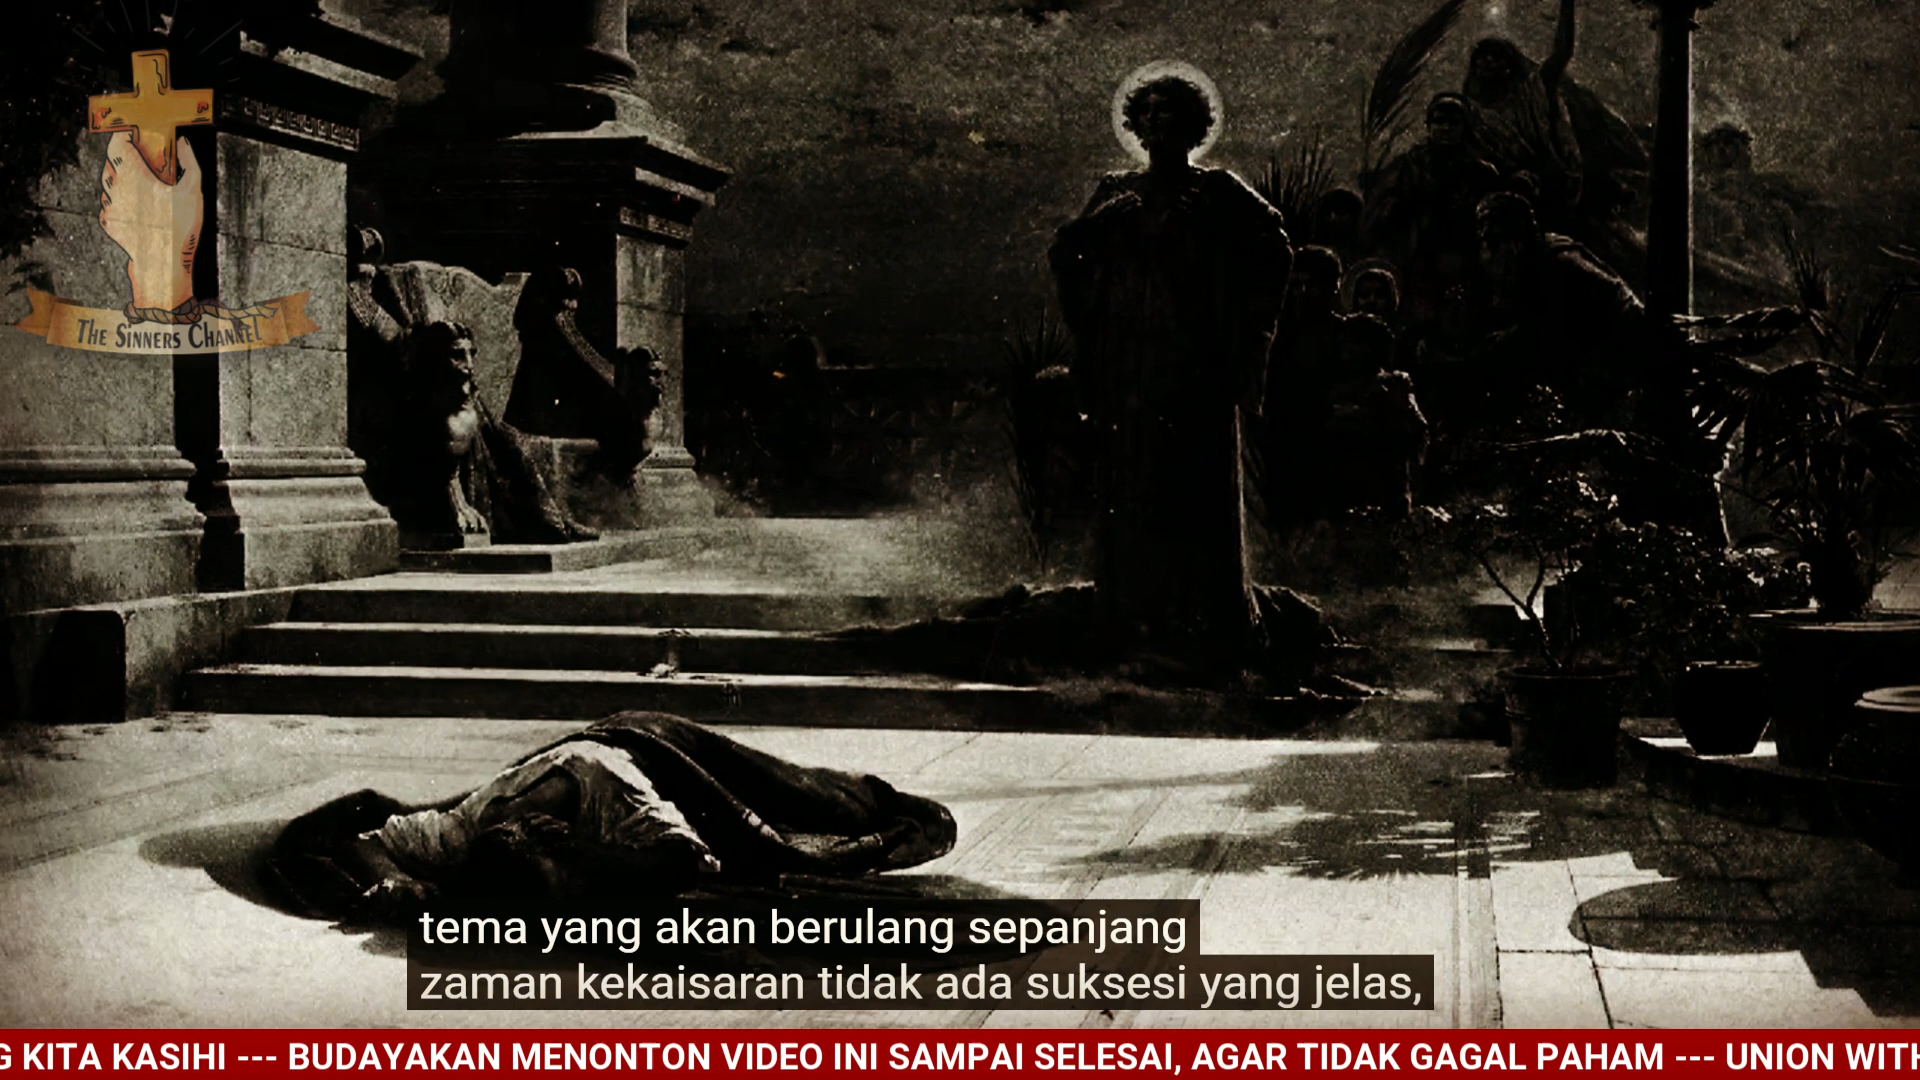 THE SINNERS CHANNEL
tema yang akan berulang sepanjang
zaman kekaisaran tidak ada suksesi yang jelas,
G KITA KASIHI --- BUDAYAKAN MENONTON VIDEO INI SAMPAI SELESAI, AGAR TIDAK GAGAL PAHAM --- UNION WITH